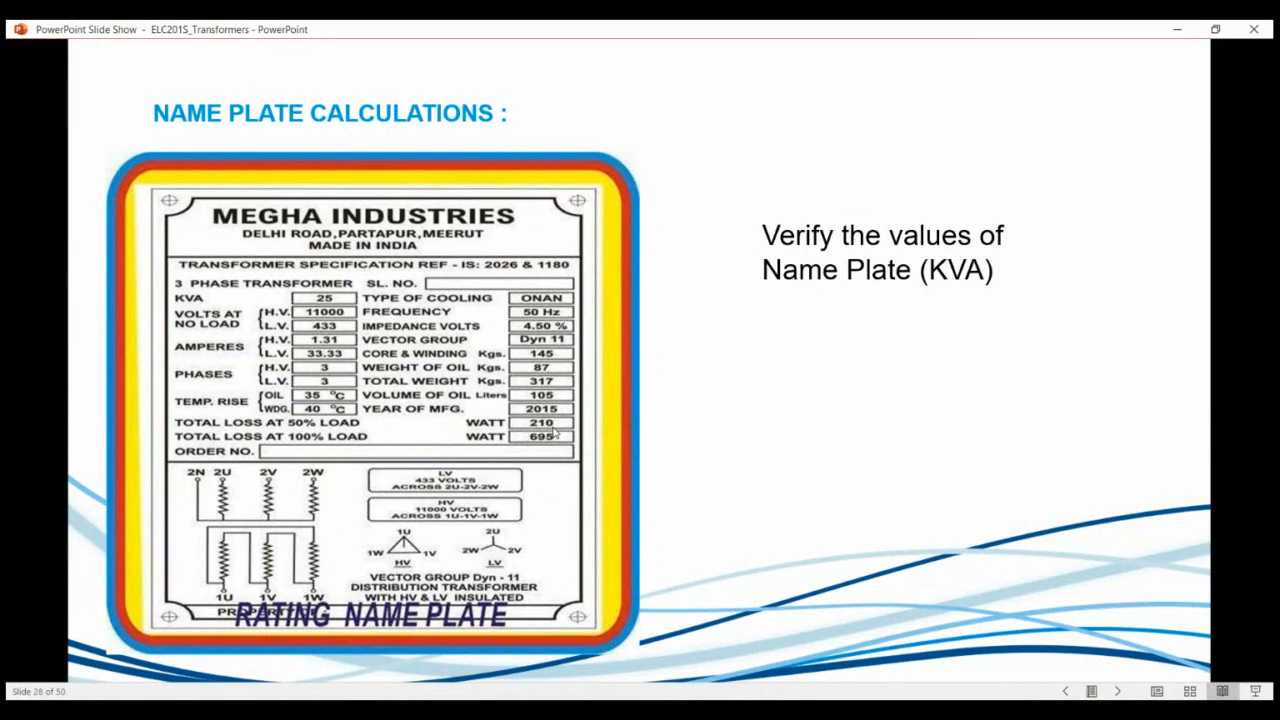 PowerPoint Slide Show - ELC201S_Transformers - PowerPoint
NAME PLATE CALCULATIONS :
MEGHA INDUSTRIES
DELHI ROAD,PARTAPUR,MEERUT
MADE IN INDIA
TRANSFORMER SPECIFICATION REF - IS: 2026 & 1180
3 PHASE TRANSFORMER SL. NO.
KVA 25 TYPE OF COOLING ONAN
VOLTS AT NO LOAD H.V. 11000 FREQUENCY 50 Hz
L.V. 433 IMPEDANCE VOLTS 4.50 %
AMPERES H.V. 1.31 VECTOR GROUP Dyn 11
L.V. 33.33 CORE & WINDING Kgs. 145
PHASES H.V. 3 WEIGHT OF OIL Kgs. 87
L.V. 3 TOTAL WEIGHT Kgs. 317
TEMP. RISE OIL 35 °C VOLUME OF OIL Liters 105
WDG. 40 °C YEAR OF MFG. 2015
TOTAL LOSS AT 50% LOAD WATT 210
TOTAL LOSS AT 100% LOAD WATT 695
ORDER NO.
2N 2U 2V 2W
LV
433 VOLTS
ACROSS 2U-2V-2W
HV
11000 VOLTS
ACROSS 1U-1V-1W
1U 2U
1W 1V 2W 2V
HV LV
VECTOR GROUP Dyn - 11
DISTRIBUTION TRANSFORMER
WITH HV & LV INSULATED
1U 1V 1W
RATING NAME PLATE
Verify the values of
Name Plate (KVA)
Slide 28 of 50